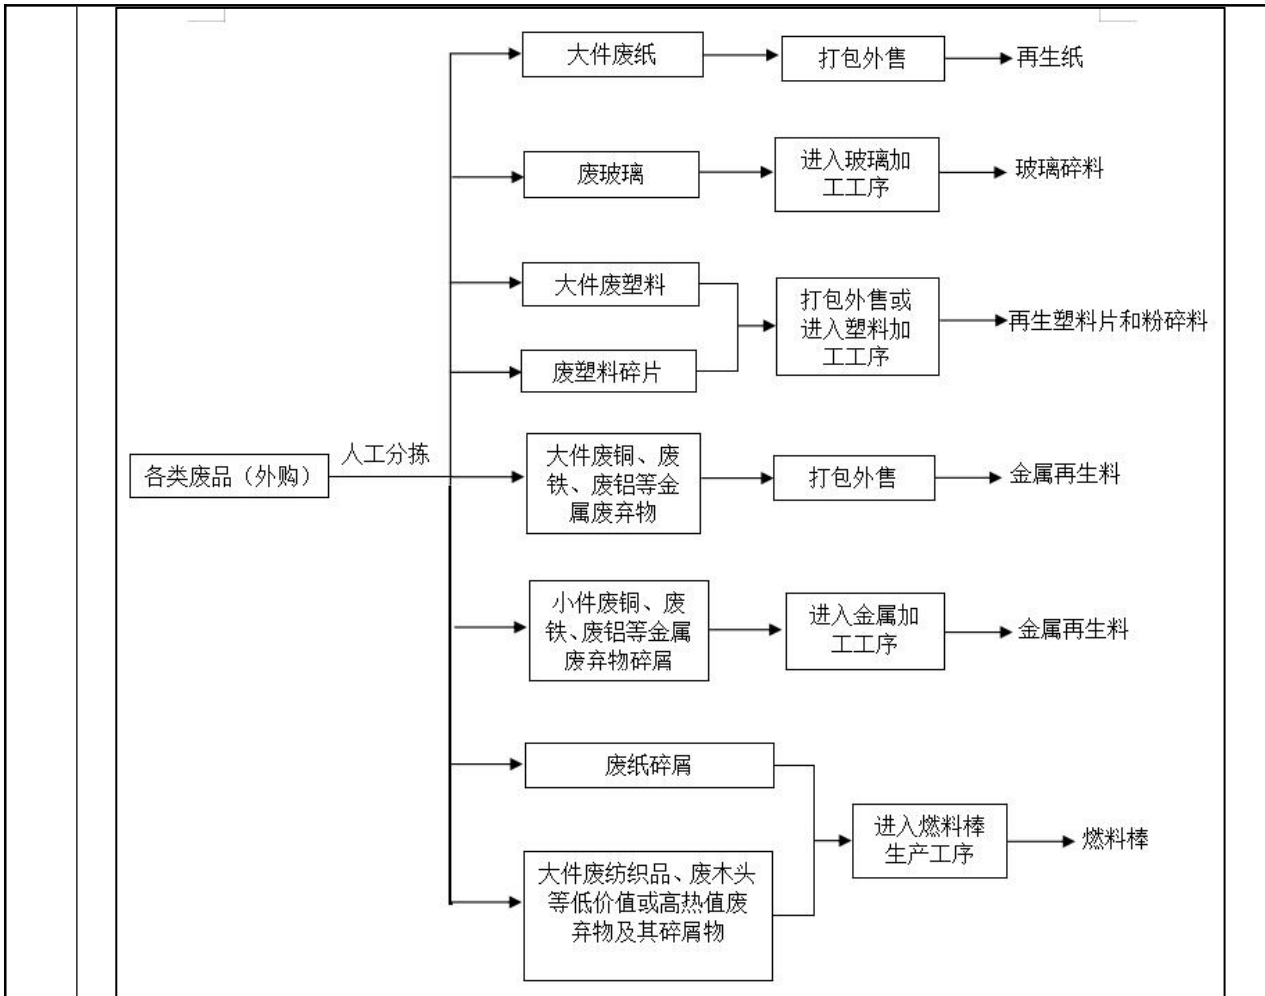 大件废纸
打包外售
再生纸
废玻璃
进入玻璃加
工工序
玻璃碎料
大件废塑料
废塑料碎片
打包外售或
进入塑料加
工工序
再生塑料片和粉碎料
各类废品（外购）
人工分拣
大件废铜、废
铁、废铝等金
属废弃物
打包外售
金属再生料
小件废铜、废
铁、废铝等金属
废弃物碎屑
进入金属加
工工序
金属再生料
废纸碎屑
大件废纺织品、废木头
等低价值或高热值废
弃物及其碎屑物
进入燃料棒
生产工序
燃料棒